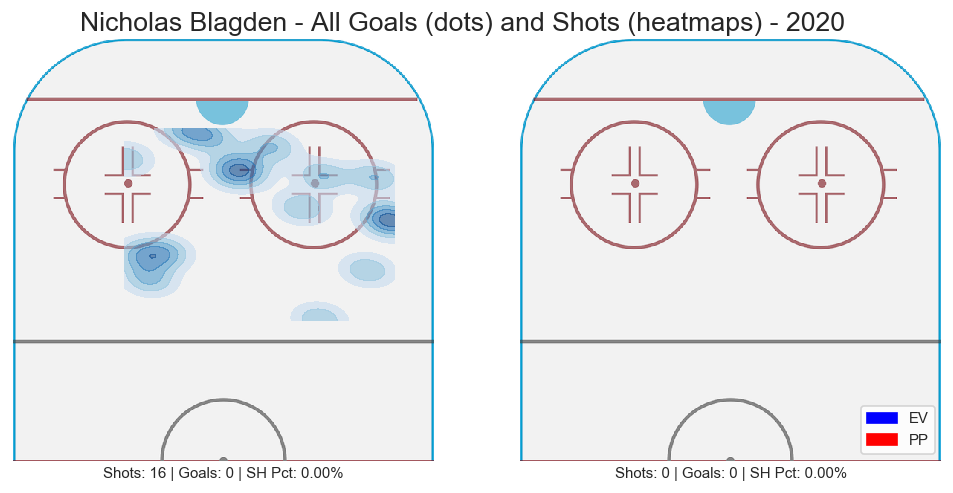 Nicholas Blagden - All Goals (dots) and Shots (heatmaps) - 2020
EV
PP
Shots: 16 | Goals: 0 | SH Pct: 0.00%
Shots: 0 | Goals: 0 | SH Pct: 0.00%